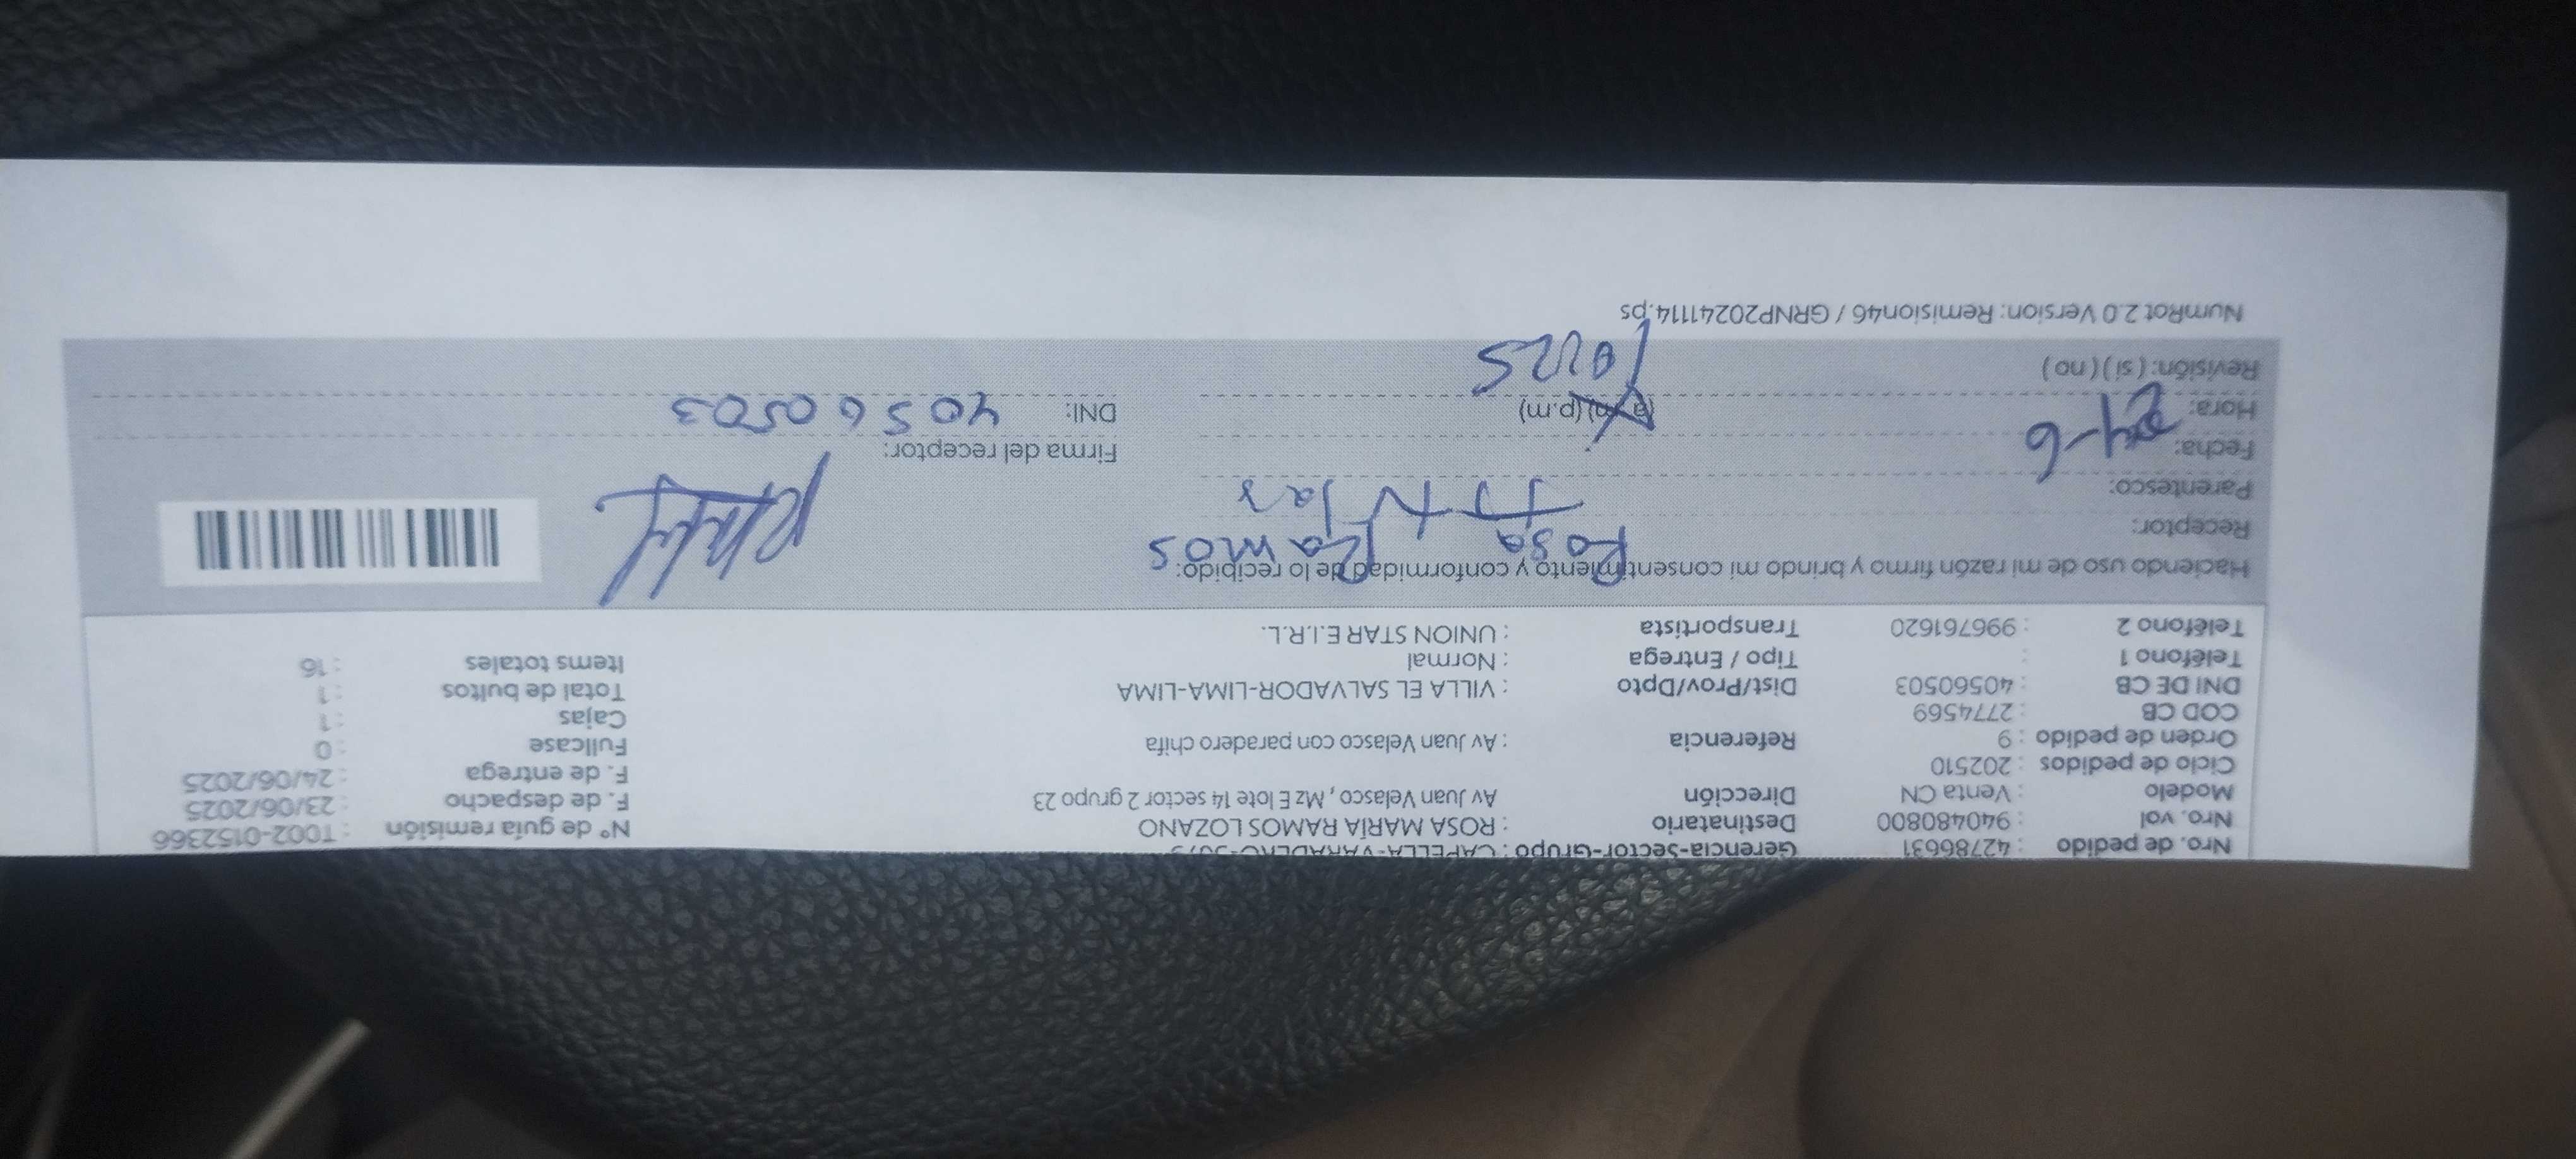 Nro. de pedido : 42786631 Gerencia-Sector-Grupo : CAPELLA-VARADERO-5079 N° de guía remisión : T002-0152366
Nro. vol : 940480800 Destinatario : ROSA MARÍA RAMOS LOZANO F. de despacho : 23/06/2025
Modelo : Venta CN Dirección Av Juan Velasco , Mz E lote 14 sector 2 grupo 23 F. de entrega : 24/06/2025
Ciclo de pedidos : 202510 Fullcase : 0
Orden de pedido : 9 Referencia : Av Juan Velasco con paradero chifa Cajas : 1
COD CB : 2774569 Total de bultos : 1
DNI DE CB : 40560503 Dist/Prov/Dpto : VILLA EL SALVADOR-LIMA-LIMA Items totales : 16
Teléfono 1 : Tipo / Entrega : Normal
Teléfono 2 : 996761620 Transportista : UNION STAR E.I.R.L.
Haciendo uso de mi razón firmo y brindo mi consentimiento y conformidad de lo recibido:
Receptor: Rosa Ramos
Parentesco:
Fecha: 24-6 Firma del receptor:
Hora: (a.m) (p.m) DNI: 40560503
Revisión: ( si ) ( no )
NumRot 2.0 Version: Remision46 / GRNP20241114.ps